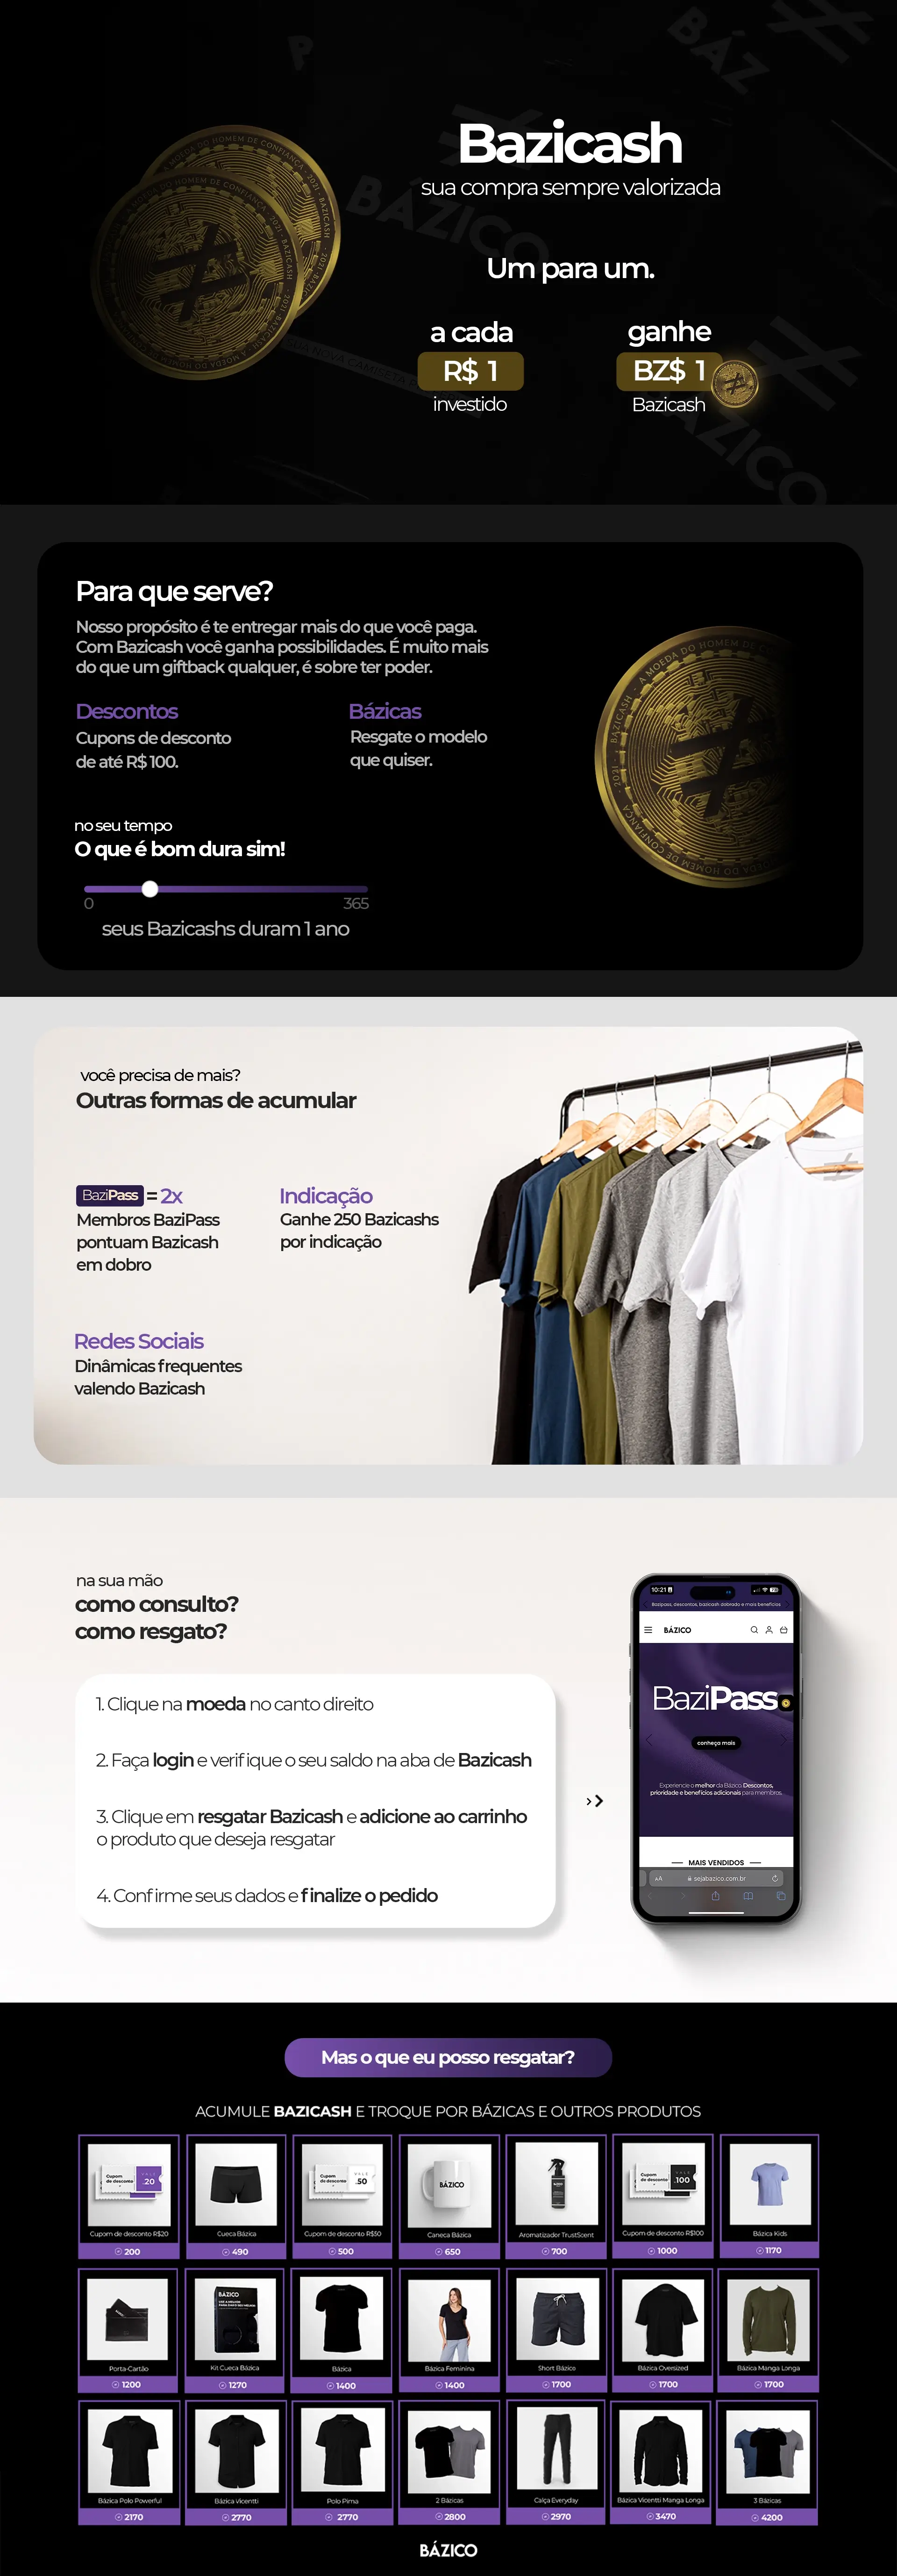 Bazicash
sua compra sempre valorizada
Um para um.
a cada
R$ 1
investido
ganhe
BZ$ 1
Bazicash
Para que serve?
Nosso propósito é te entregar mais do que você paga.
Com Bazicash você ganha possibilidades. É muito mais
do que um giftback qualquer, é sobre ter poder.
Descontos
Cupons de desconto
de até R$ 100.
Bázicas
Resgate o modelo
que quiser.
no seu tempo
O que é bom dura sim!
0
365
seus Bazicashs duram 1 ano
você precisa de mais?
Outras formas de acumular
BaziPass = 2x
Membros BaziPass
pontuam Bazicash
em dobro
Indicação
Ganhe 250 Bazicashs
por indicação
Redes Sociais
Dinâmicas frequentes
valendo Bazicash
na sua mão
como consulto?
como resgato?
1. Clique na moeda no canto direito
2. Faça login e verifique o seu saldo na aba de Bazicash
3. Clique em resgatar Bazicash e adicione ao carrinho
o produto que deseja resgatar
4. Confirme seus dados e finalize o pedido
10:21
Bazipass, descontos, bazicash dobrado e mais benefícios
BÁZICO
BaziPass
conheça mais
Experiencie o melhor da Bázico. Descontos,
prioridade e benefícios adicionais para membros.
MAIS VENDIDOS
AA
sejabazico.com.br
Mas o que eu posso resgatar?
ACUMULE BAZICASH E TROQUE POR BÁZICAS E OUTROS PRODUTOS
Cupom de desconto R$20
200
Cueca Bázica
490
Cupom de desconto R$50
500
BÁZICO
Caneca Bázica
650
Aromatizador TrustScent
700
Cupom de desconto R$100
1000
Bázica Kids
1170
Porta-Cartão
1200
BÁZICO
Kit Cueca Bázica
1270
Bázica
1400
Bázica Feminina
1400
Short Bázico
1700
Bázica Oversized
1700
Bázica Manga Longa
1700
Bázica Polo Powerful
2170
Bázica Vicentti
2770
Polo Pima
2770
2 Bázicas
2800
Calça Everyday
2970
Bázica Vicentti Manga Longa
3470
3 Bázicas
4200
BÁZICO